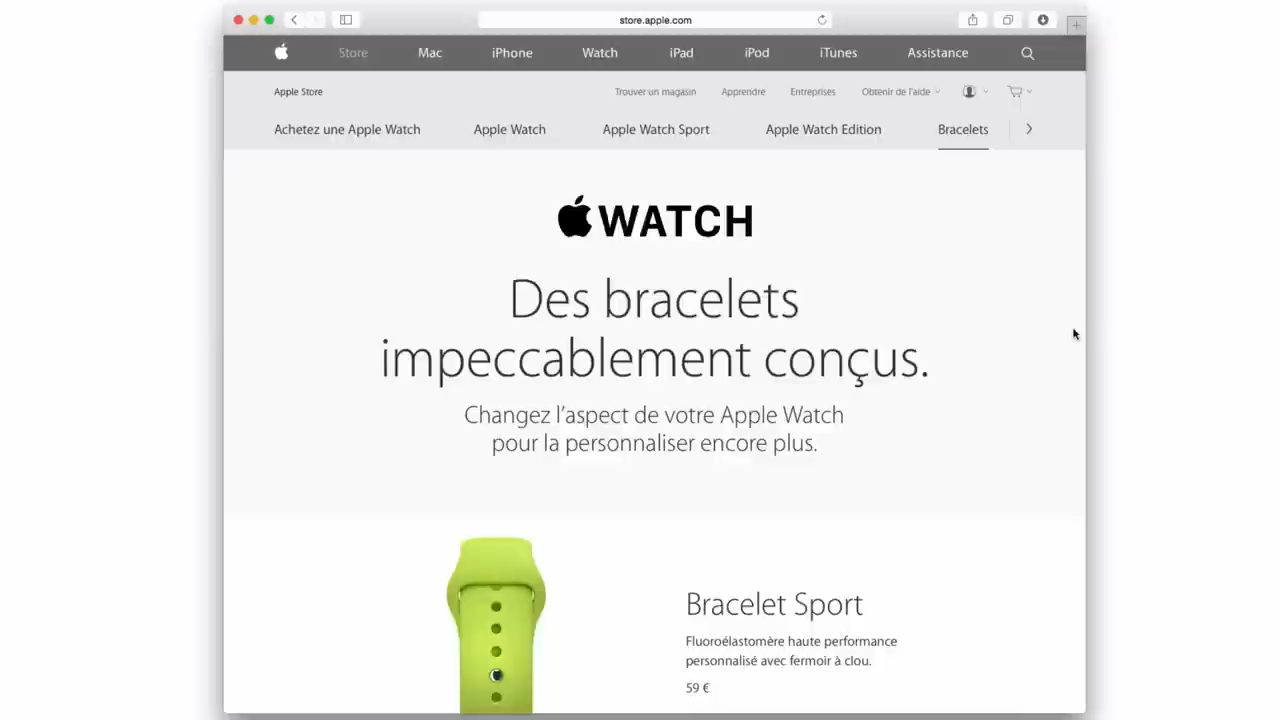 store.apple.com
Store Mac iPhone Watch iPad iPod iTunes Assistance
Apple Store Trouver un magasin Apprendre Entreprises Obtenir de l'aide
Achetez une Apple Watch Apple Watch Apple Watch Sport Apple Watch Edition Bracelets
WATCH
Des bracelets
impeccablement conçus.
Changez l’aspect de votre Apple Watch
pour la personnaliser encore plus.
Bracelet Sport
Fluoroélastomère haute performance
personnalisé avec fermoir à clou.
59 €